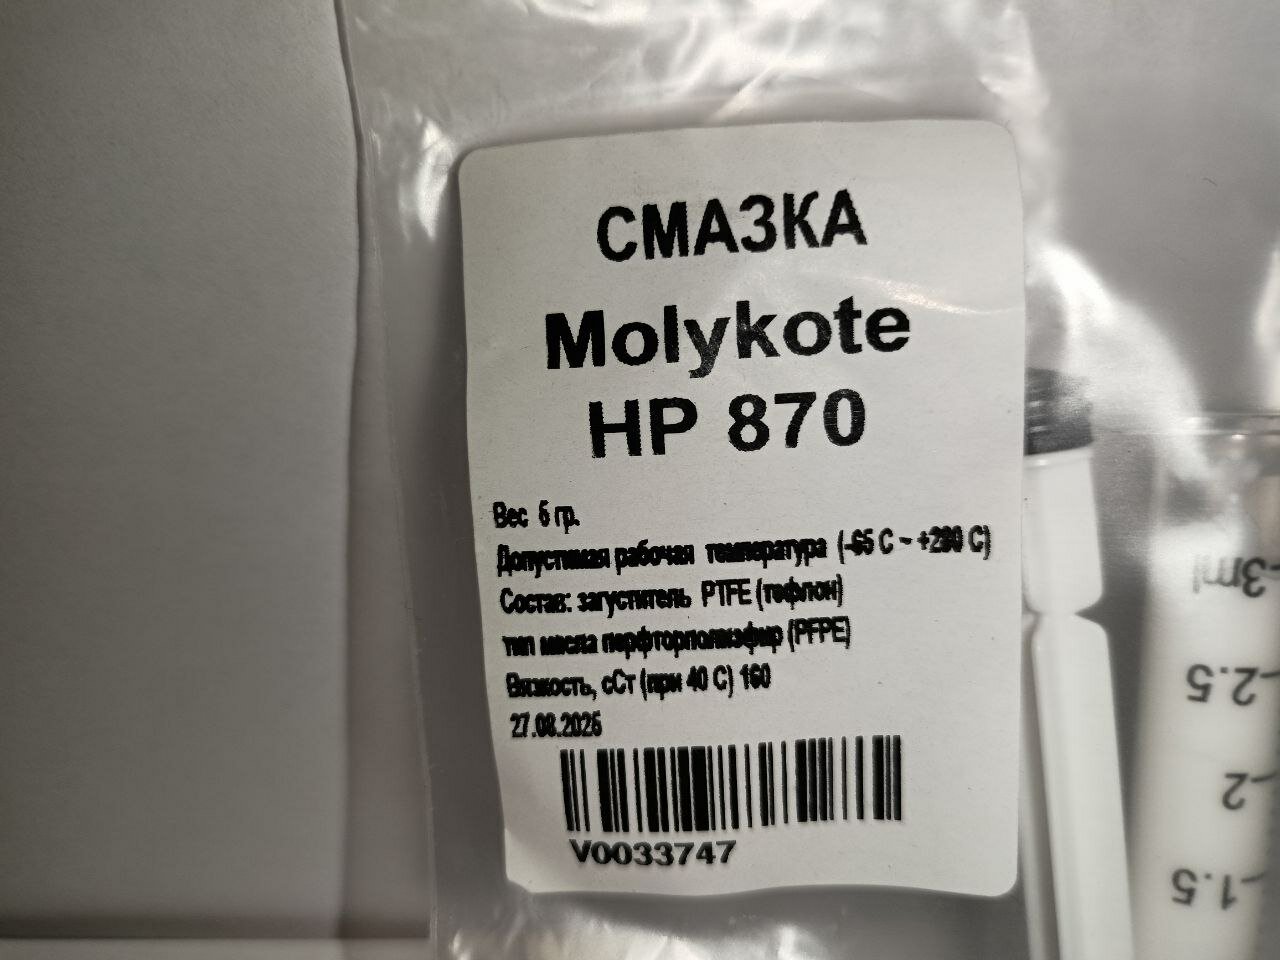 СМАЗКА
Molykote
HP 870
Вес 5 гр.
Допустимая рабочая температура (-65 С ~ +290 С)
Состав: загуститель PTFE (тефлон)
тип масла перфторполиэфир (PFPE)
Вязкость, сСт (при 40 С) 160
27.08.2025
V0033747
3ml
2.5
2
1.5